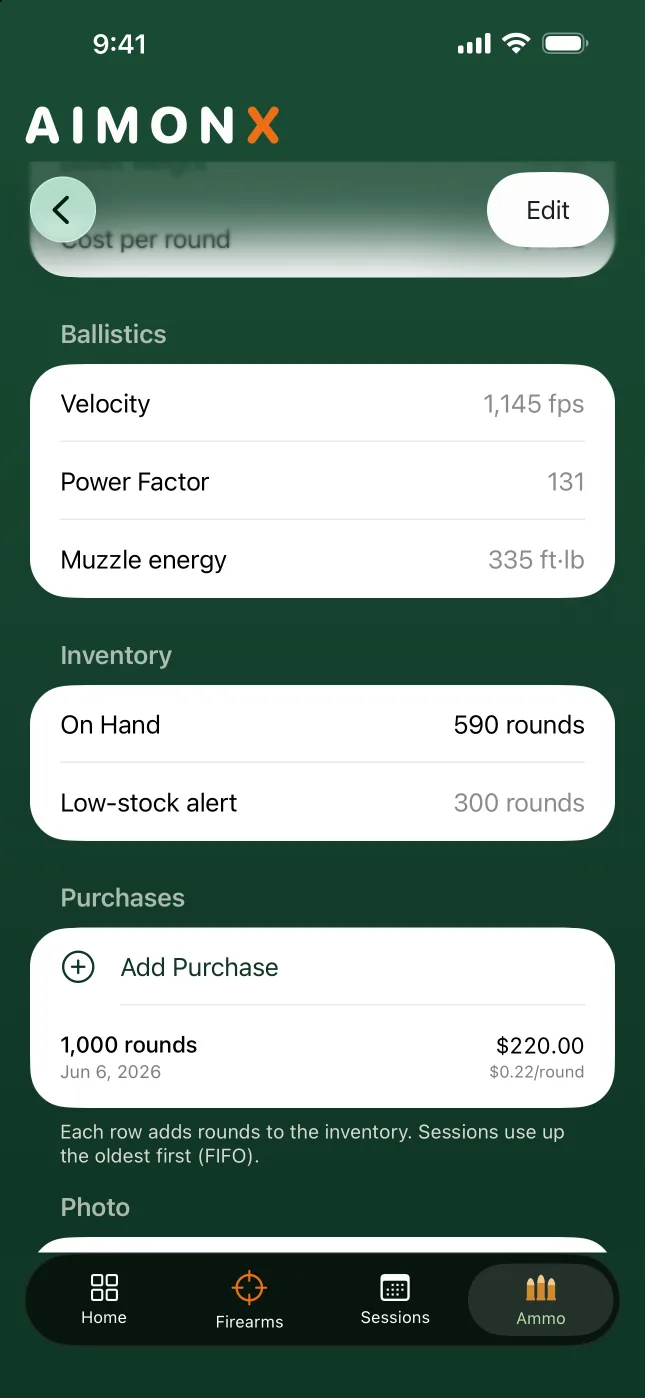 9:41
AIMONX
Edit
Cost per round
Ballistics
Velocity 1,145 fps
Power Factor 131
Muzzle energy 335 ft·lb
Inventory
On Hand 590 rounds
Low-stock alert 300 rounds
Purchases
Add Purchase
1,000 rounds $220.00
Jun 6, 2026 $0.22/round
Each row adds rounds to the inventory. Sessions use up
the oldest first (FIFO).
Photo
Home Firearms Sessions Ammo